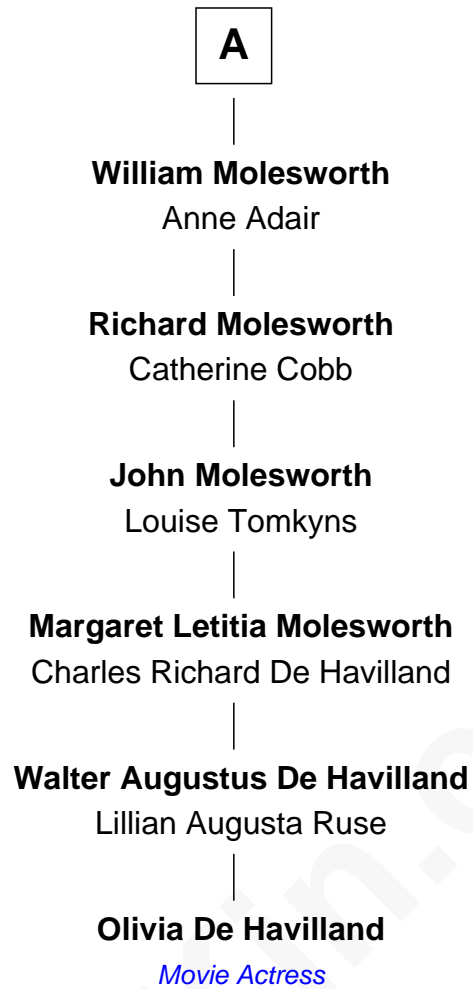 A
William Molesworth
Anne Adair
Richard Molesworth
Catherine Cobb
John Molesworth
Louise Tomkyns
Margaret Letitia Molesworth
Charles Richard De Havilland
Walter Augustus De Havilland
Lillian Augusta Ruse
Olivia De Havilland
Movie Actress